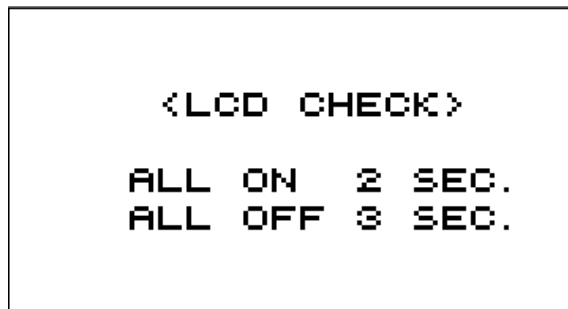 <LCD CHECK>
ALL ON 2 SEC.
ALL OFF 3 SEC.